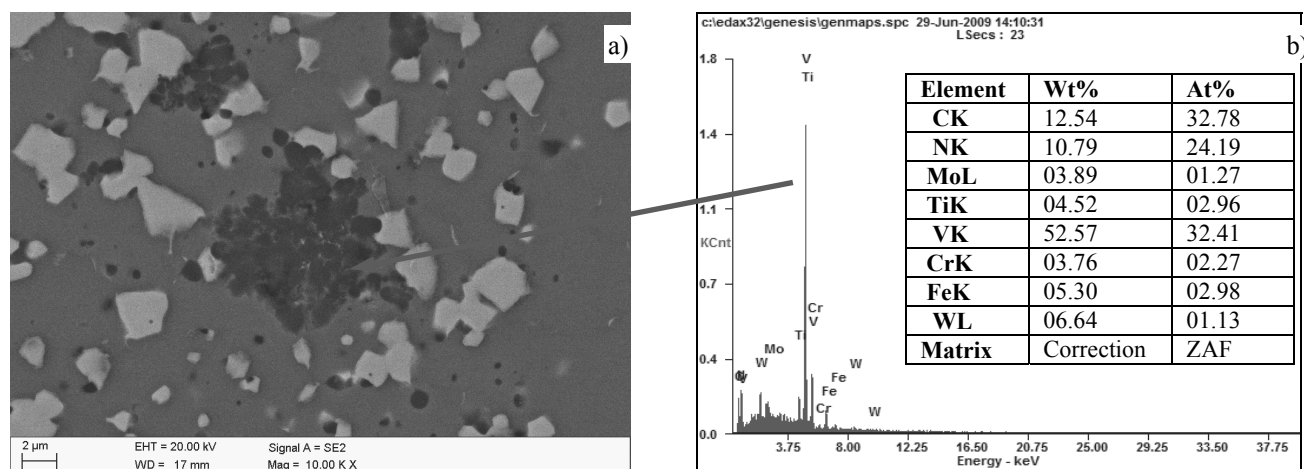 a)
2 µm
EHT = 20.00 kV
Signal A = SE2
WD = 17 mm
Mag = 10.00 K X
c:\edax32\genesis\genmaps.spc 29-Jun-2009 14:10:31
LSecs : 23
b)
1.8
1.4
1.1
KCnt
0.7
0.4
0.0
V
Ti
Cr
V
Ti
Mo
W
W
Fe
Fe
Cr
W
3.75 8.00 12.25 16.50 20.75 25.00 29.25 33.50 37.75
Energy - keV
Element Wt% At%
CK 12.54 32.78
NK 10.79 24.19
MoL 03.89 01.27
TiK 04.52 02.96
VK 52.57 32.41
CrK 03.76 02.27
FeK 05.30 02.98
WL 06.64 01.13
Matrix Correction ZAF